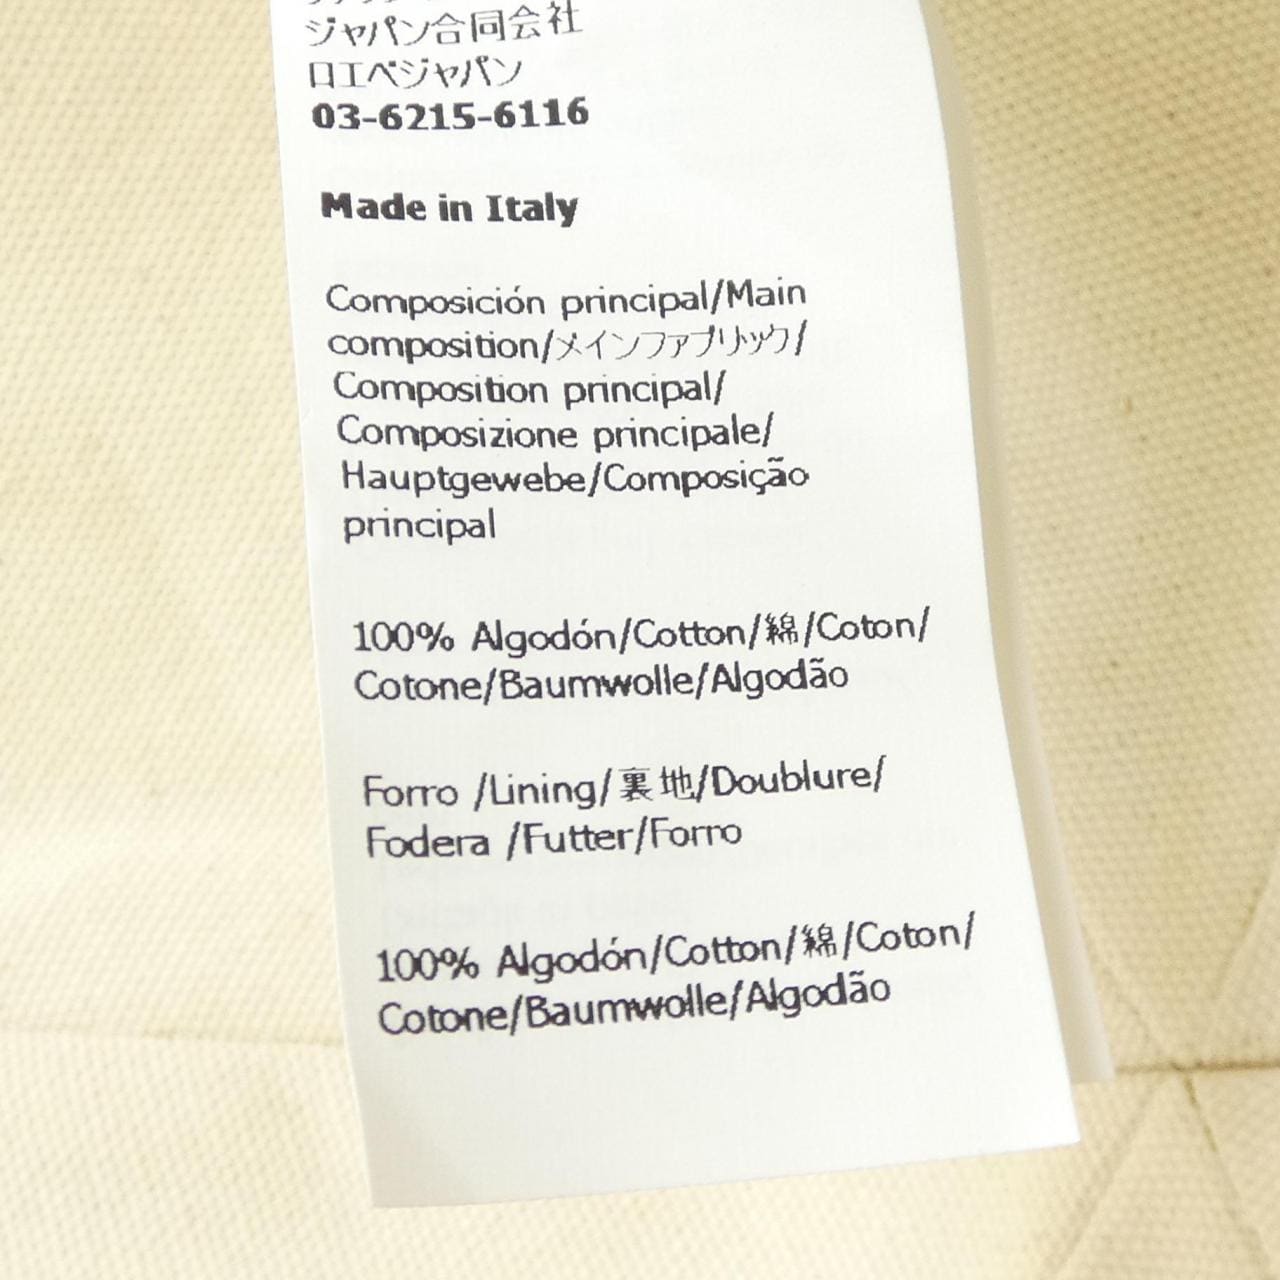 ジャパン合同会社
ロエベジャパン
03-6215-6116
Made in Italy
Composición principal/Main
composition/メインファブリック/
Composition principal/
Composizione principale/
Hauptgewebe/Composição
principal
100% Algodón/Cotton/綿/Coton/
Cotone/Baumwolle/Algodão
Forro /Lining/裏地/Doublure/
Fodera /Futter/Forro
100% Algodón/Cotton/綿/Coton/
Cotone/Baumwolle/Algodão